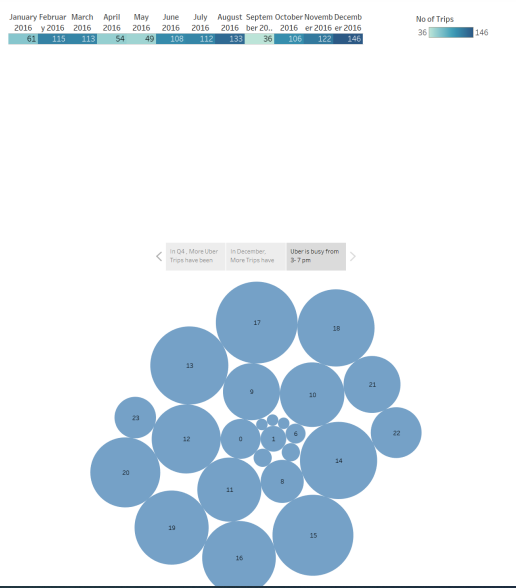 January Februar March April May June July August Septem October Novemb Decemb
2016 y 2016 2016 2016 2016 2016 2016 2016 ber 20.. 2016 er 2016 er 2016
61 115 113 54 49 108 112 133 36 106 122 146
No of Trips
36 146
In Q4 , More Uber
Trips have been
In December,
More Trips have
Uber is busy from
3- 7 pm
17
18
13
21
9
10
23
22
12
0
1
6
14
20
11
8
19
15
16